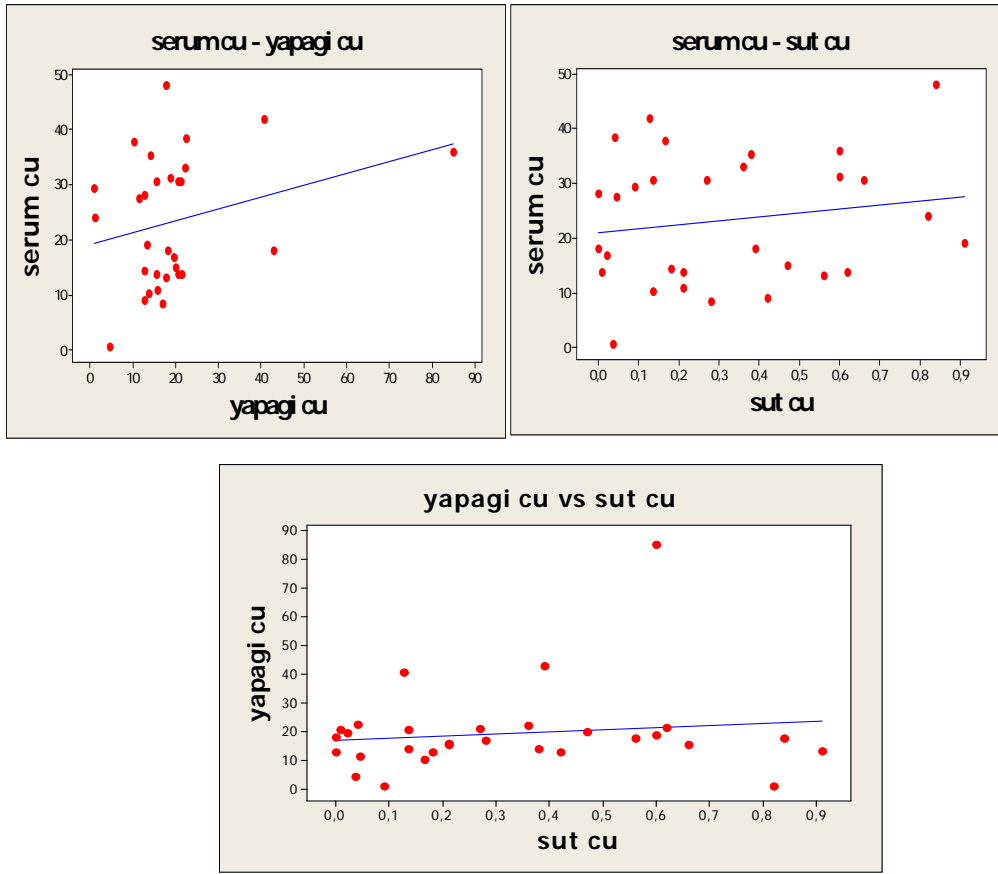 serum cu - yapagi cu
50
40
30
20
10
0
serum cu
0 10 20 30 40 50 60 70 80 90
yapagi cu
serum cu - sut cu
50
40
30
20
10
0
serum cu
0,0 0,1 0,2 0,3 0,4 0,5 0,6 0,7 0,8 0,9
sut cu
yapagi cu vs sut cu
90
80
70
60
50
40
30
20
10
0
yapagi cu
0,0 0,1 0,2 0,3 0,4 0,5 0,6 0,7 0,8 0,9
sut cu